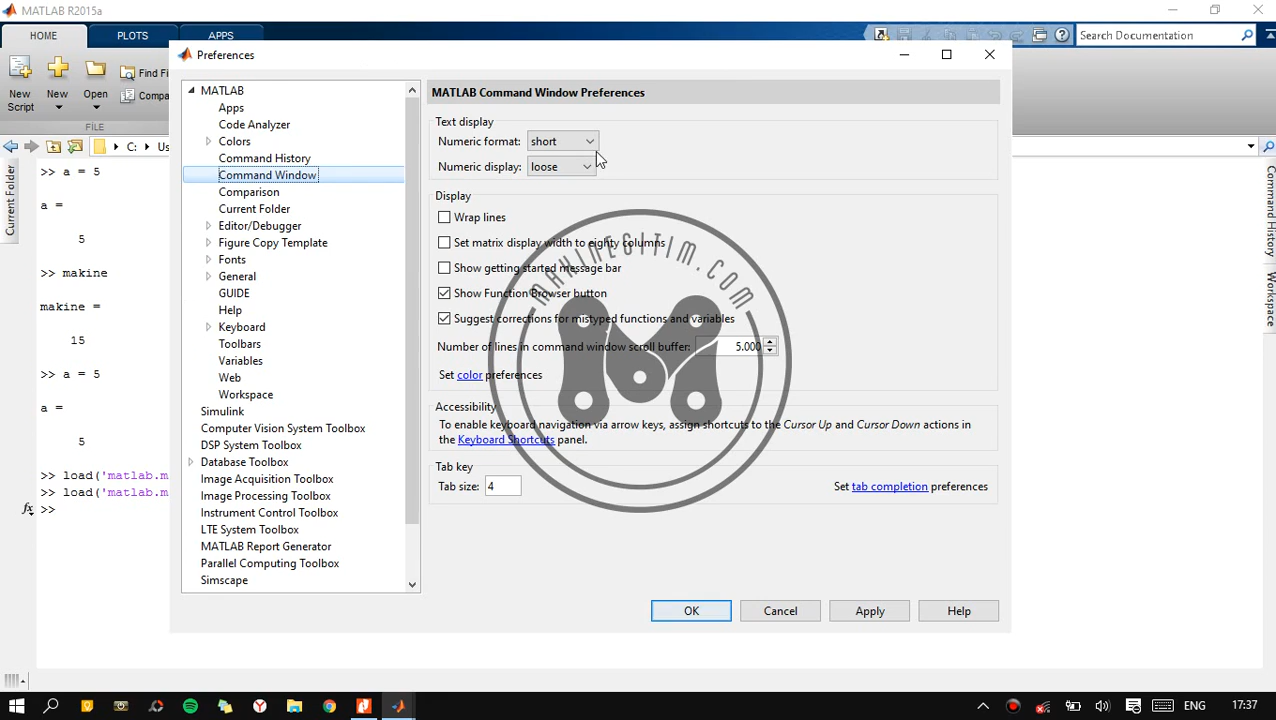 MATLAB R2015a
HOME PLOTS APPS
Search Documentation
New Script
New
Open
Find Fi
Compa
FILE
C:
Current Folder
Command History
Workspace
>> a = 5
a =
5
>> makine
makine =
15
>> a = 5
a =
5
>> load('matlab.m
>> load('matlab.m
fx >>
Preferences
MATLAB
Apps
Code Analyzer
Colors
Command History
Command Window
Comparison
Current Folder
Editor/Debugger
Figure Copy Template
Fonts
General
GUIDE
Help
Keyboard
Toolbars
Variables
Web
Workspace
Simulink
Computer Vision System Toolbox
DSP System Toolbox
Database Toolbox
Image Acquisition Toolbox
Image Processing Toolbox
Instrument Control Toolbox
LTE System Toolbox
MATLAB Report Generator
Parallel Computing Toolbox
Simscape
MATLAB Command Window Preferences
Text display
Numeric format: short
Numeric display: loose
Display
Wrap lines
Set matrix display width to eighty columns
Show getting started message bar
Show Function Browser button
Suggest corrections for mistyped functions and variables
Number of lines in command window scroll buffer: 5.000
Set color preferences
Accessibility
To enable keyboard navigation via arrow keys, assign shortcuts to the Cursor Up and Cursor Down actions in
the Keyboard Shortcuts panel.
Tab key
Tab size: 4
Set tab completion preferences
OK Cancel Apply Help
MAKINEGITIM.COM
ENG 17:37